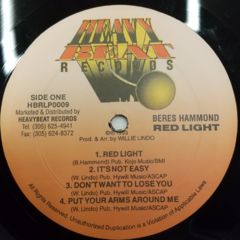 HEAVY
BEAT
RECORDS
SIDE ONE
HBRLP0009
Marketed & Distributed by
HEAVYBEAT RECORDS
Tel: (305) 625-4941
Fax: (305) 624-8372
BERES HAMMOND
RED LIGHT
Prod. & Arr. by WILLIE LINDO
1. RED LIGHT
(B.Hammond) Pub. Kojo Music/BMI
2. IT'S NOT EASY
(W. Lindo) Pub. Hywill Music/ASCAP
3. DON'T WANT TO LOSE YOU
(W. Lindo) Pub. Hywill Music/ASCAP
4. PUT YOUR ARMS AROUND ME
(W. Lindo) Pub. Hywill Music/ASCAP
All Rights Reserved. Unauthorized Duplication is a Violation of Applicable Laws